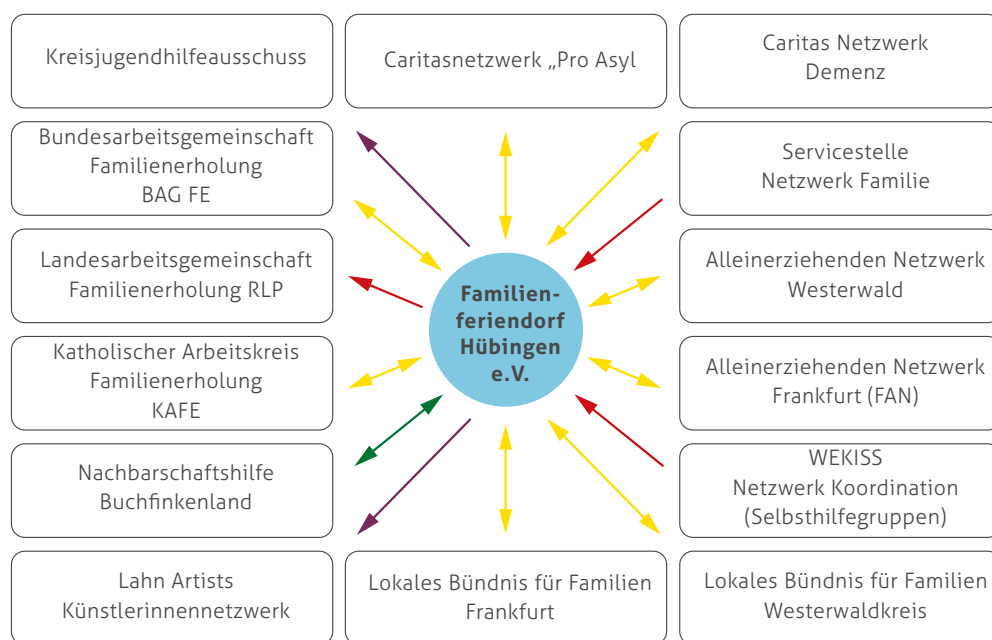 Kreisjugendhilfeausschuss
Caritasnetzwerk „Pro Asyl
Caritas Netzwerk
Demenz
Bundesarbeitsgemeinschaft
Familienerholung
BAG FE
Servicestelle
Netzwerk Familie
Landesarbeitsgemeinschaft
Familienerholung RLP
Familien-
feriendorf
Hübingen
e.V.
Alleinerziehenden Netzwerk
Westerwald
Katholischer Arbeitskreis
Familienerholung
KAFE
Alleinerziehenden Netzwerk
Frankfurt (FAN)
Nachbarschaftshilfe
Buchfinkenland
WEKISS
Netzwerk Koordination
(Selbsthilfegruppen)
Lahn Artists
Künstlerinnennetzwerk
Lokales Bündnis für Familien
Frankfurt
Lokales Bündnis für Familien
Westerwaldkreis